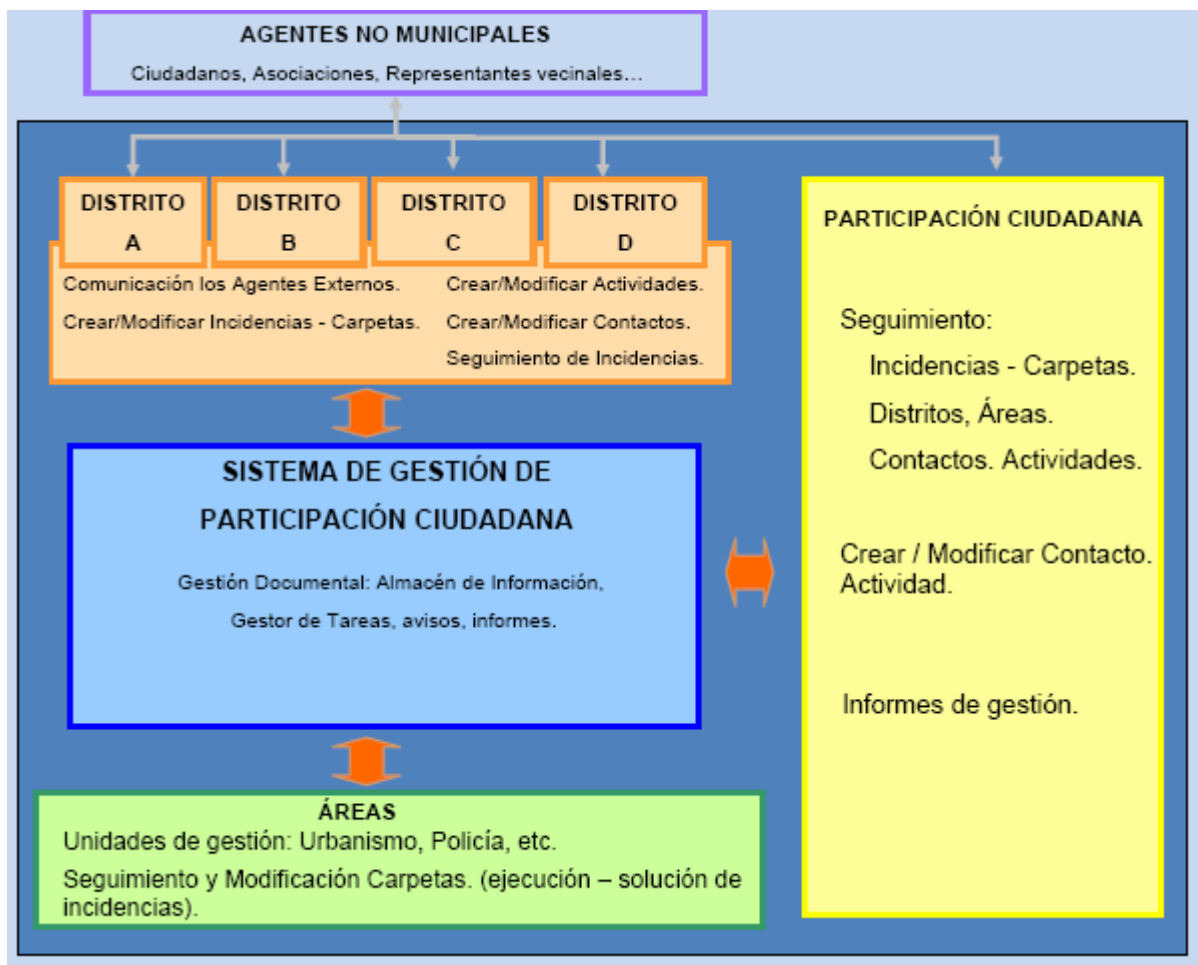 AGENTES NO MUNICIPALES
Ciudadanos, Asociaciones, Representantes vecinales…
DISTRITO
A
DISTRITO
B
DISTRITO
C
DISTRITO
D
Comunicación los Agentes Externos.
Crear/Modificar Incidencias - Carpetas.
Crear/Modificar Actividades.
Crear/Modificar Contactos.
Seguimiento de Incidencias.
SISTEMA DE GESTIÓN DE
PARTICIPACIÓN CIUDADANA
Gestión Documental: Almacén de Información,
Gestor de Tareas, avisos, informes.
ÁREAS
Unidades de gestión: Urbanismo, Policía, etc.
Seguimiento y Modificación Carpetas. (ejecución – solución de
incidencias).
PARTICIPACIÓN CIUDADANA
Seguimiento:
Incidencias - Carpetas.
Distritos, Áreas.
Contactos. Actividades.
Crear / Modificar Contacto.
Actividad.
Informes de gestión.